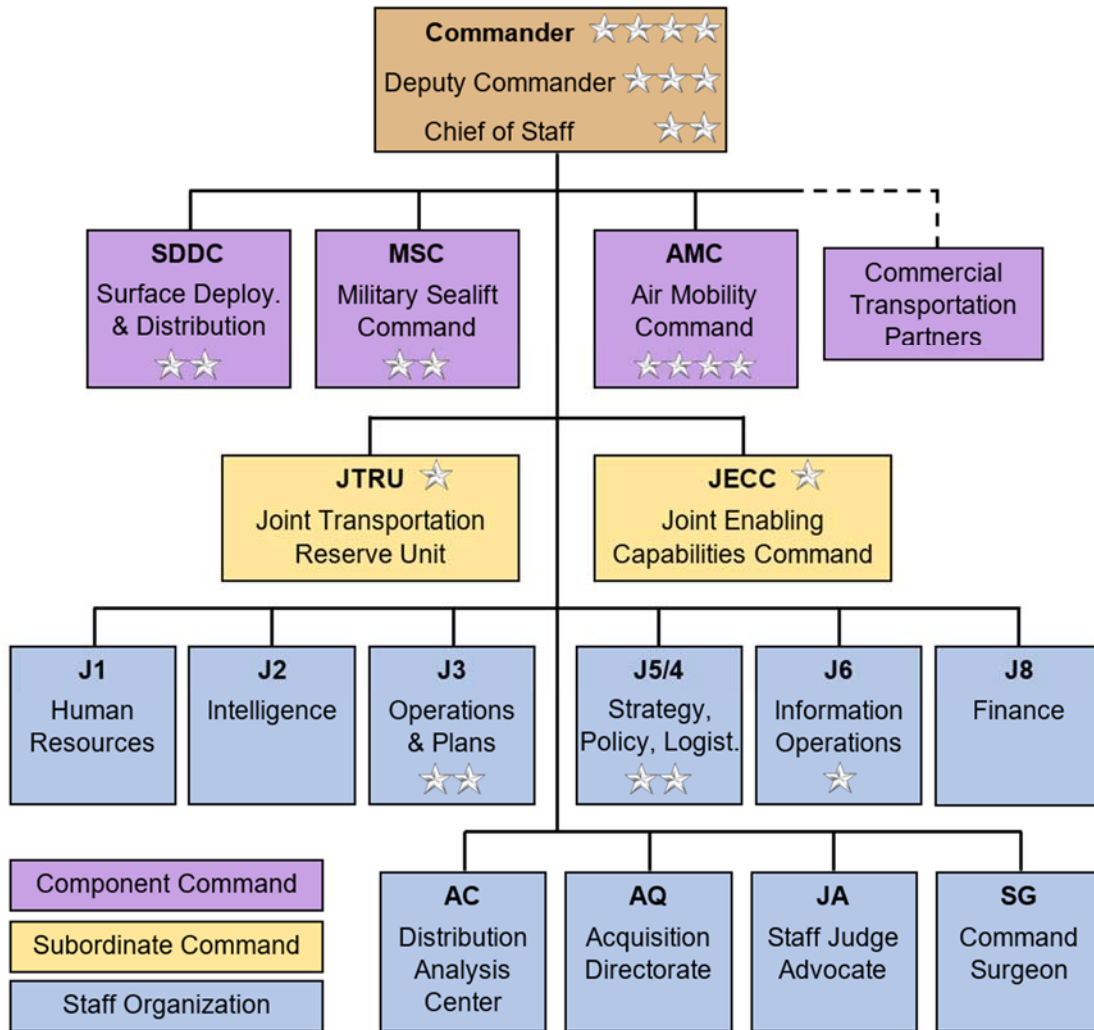 Commander
Deputy Commander
Chief of Staff
SDDC
Surface Deploy.
& Distribution
MSC
Military Sealift
Command
AMC
Air Mobility
Command
Commercial
Transportation
Partners
JTRU
Joint Transportation
Reserve Unit
JECC
Joint Enabling
Capabilities Command
J1
Human
Resources
J2
Intelligence
J3
Operations
& Plans
J5/4
Strategy,
Policy, Logist.
J6
Information
Operations
J8
Finance
Component Command
Subordinate Command
Staff Organization
AC
Distribution
Analysis
Center
AQ
Acquisition
Directorate
JA
Staff Judge
Advocate
SG
Command
Surgeon